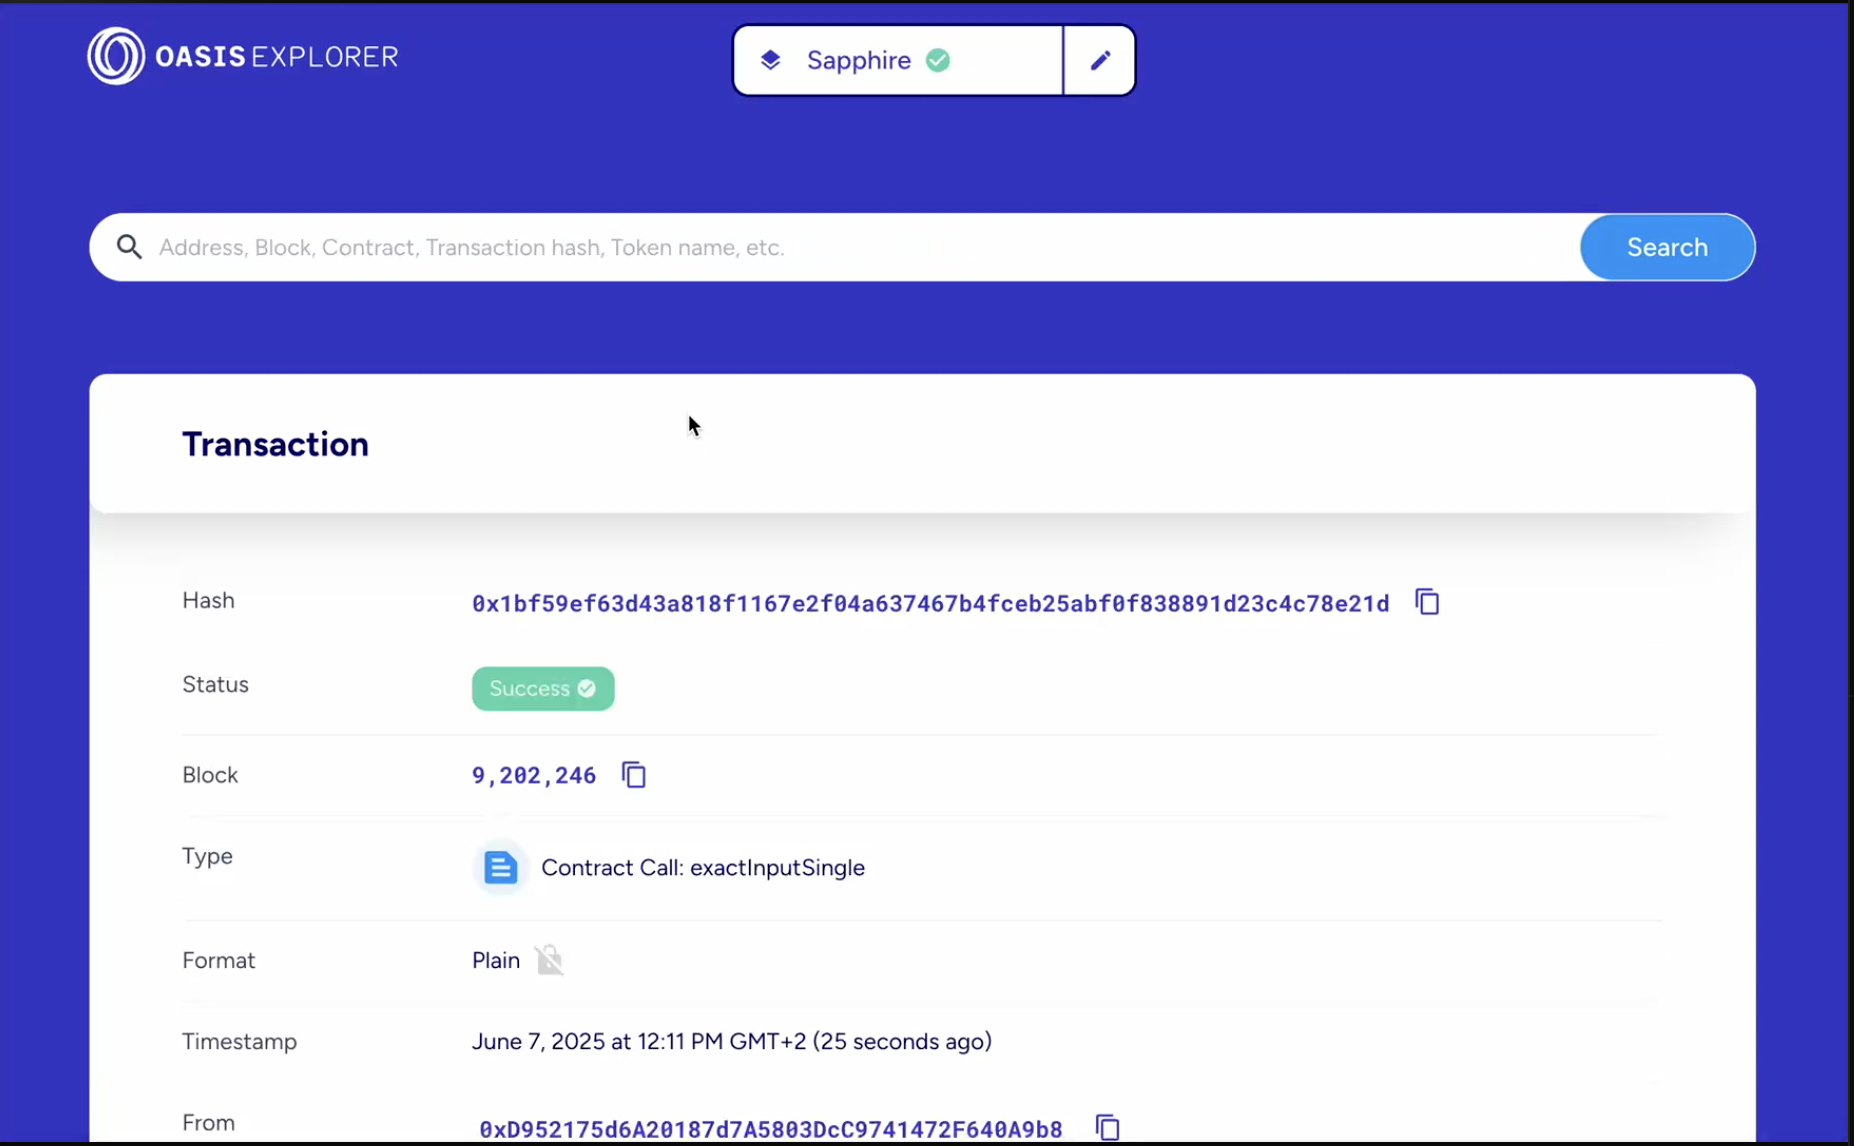 OASIS EXPLORER
Sapphire
Address, Block, Contract, Transaction hash, Token name, etc.
Search
Transaction
Hash 0x1bf59ef63d43a818f1167e2f04a637467b4fceb25abf0f838891d23c4c78e21d
Status Success
Block 9,202,246
Type Contract Call: exactInputSingle
Format Plain
Timestamp June 7, 2025 at 12:11 PM GMT+2 (25 seconds ago)
From 0xD952175d6A20187d7A5803DcC9741472F640A9b8